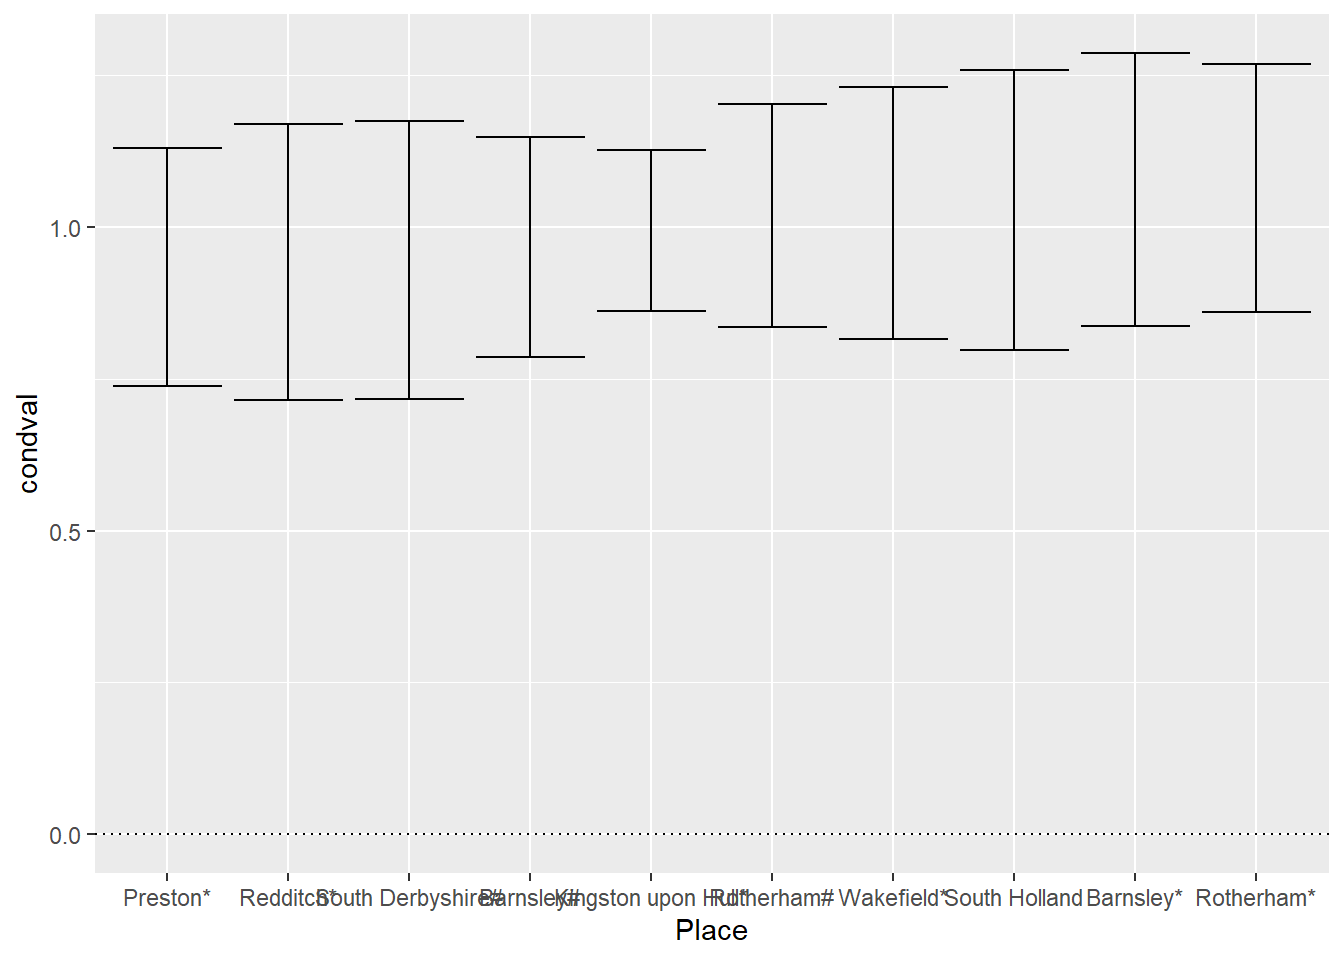 condval
1.0
0.5
0.0
Preston* Redditch* South Derbyshire# Barnsley# Kingston upon Hull* Rotherham# Wakefield* South Holland Barnsley* Rotherham*
Place